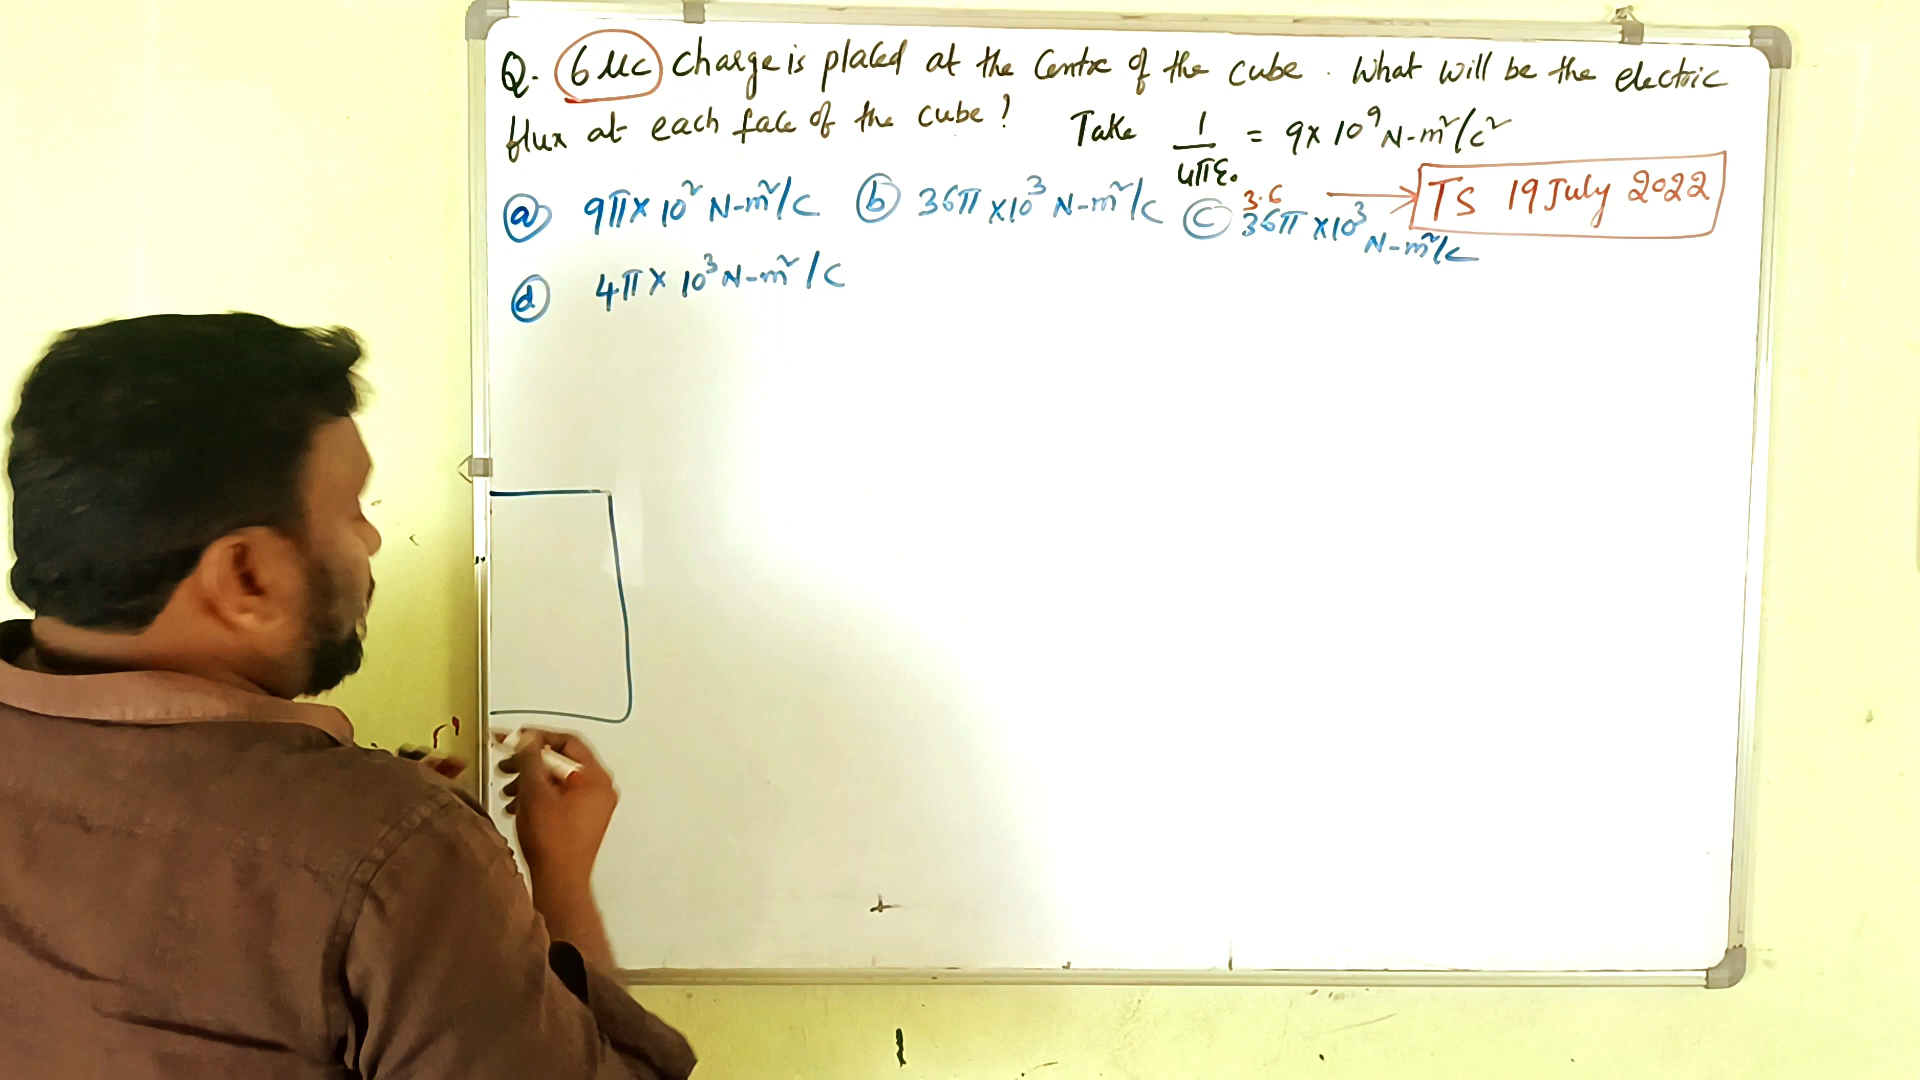 Q. 6 μc charge is placed at the centre of the cube. What will be the electric
flux at each face of the cube? Take 1/4πε₀ = 9×10⁹ N-m²/c²
(a) 9π×10² N-m²/c (b) 36π×10³ N-m²/c (c) 3.6 36π×10³ N-m²/c → TS 19 July 2022
(d) 4π×10³ N-m²/c